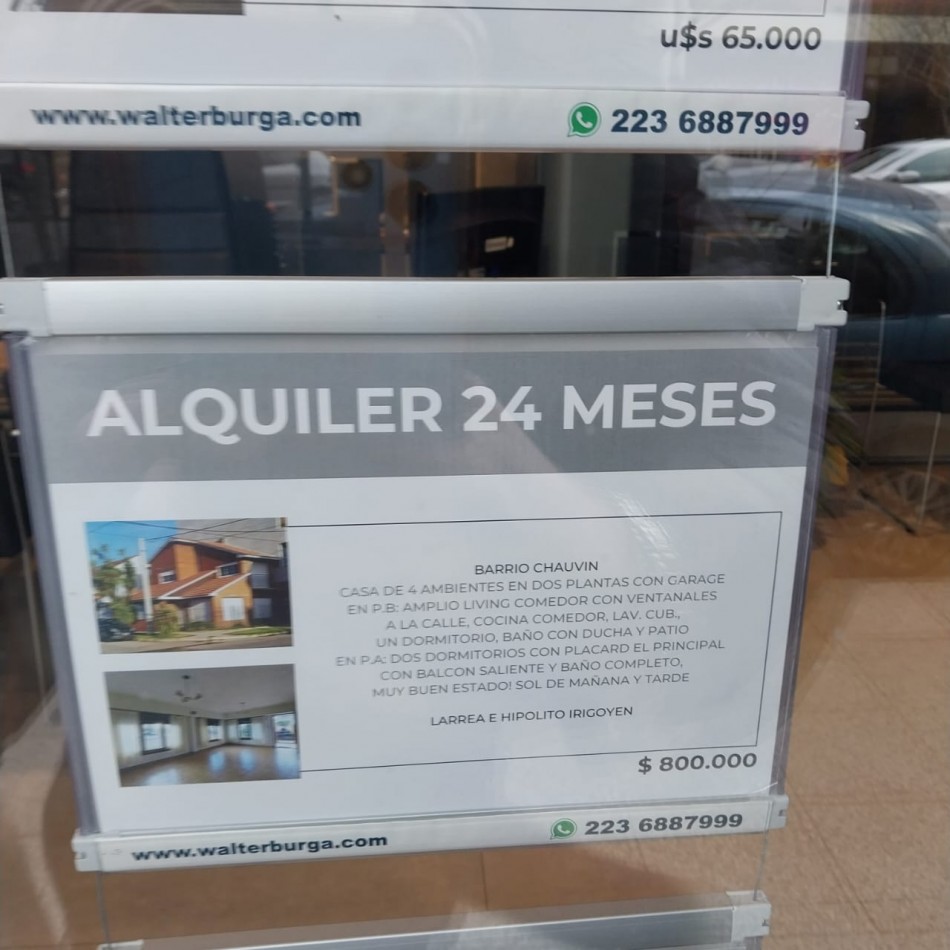 u$s 65.000
www.walterburga.com
223 6887999
ALQUILER 24 MESES
BARRIO CHAUVIN
CASA DE 4 AMBIENTES EN DOS PLANTAS CON GARAGE
EN P.B: AMPLIO LIVING COMEDOR CON VENTANALES
A LA CALLE, COCINA COMEDOR, LAV. CUB.,
UN DORMITORIO, BAÑO CON DUCHA Y PATIO
EN P.A: DOS DORMITORIOS CON PLACARD EL PRINCIPAL
CON BALCON SALIENTE Y BAÑO COMPLETO,
MUY BUEN ESTADO! SOL DE MAÑANA Y TARDE
LARREA E HIPOLITO IRIGOYEN
$ 800.000
www.walterburga.com
223 6887999